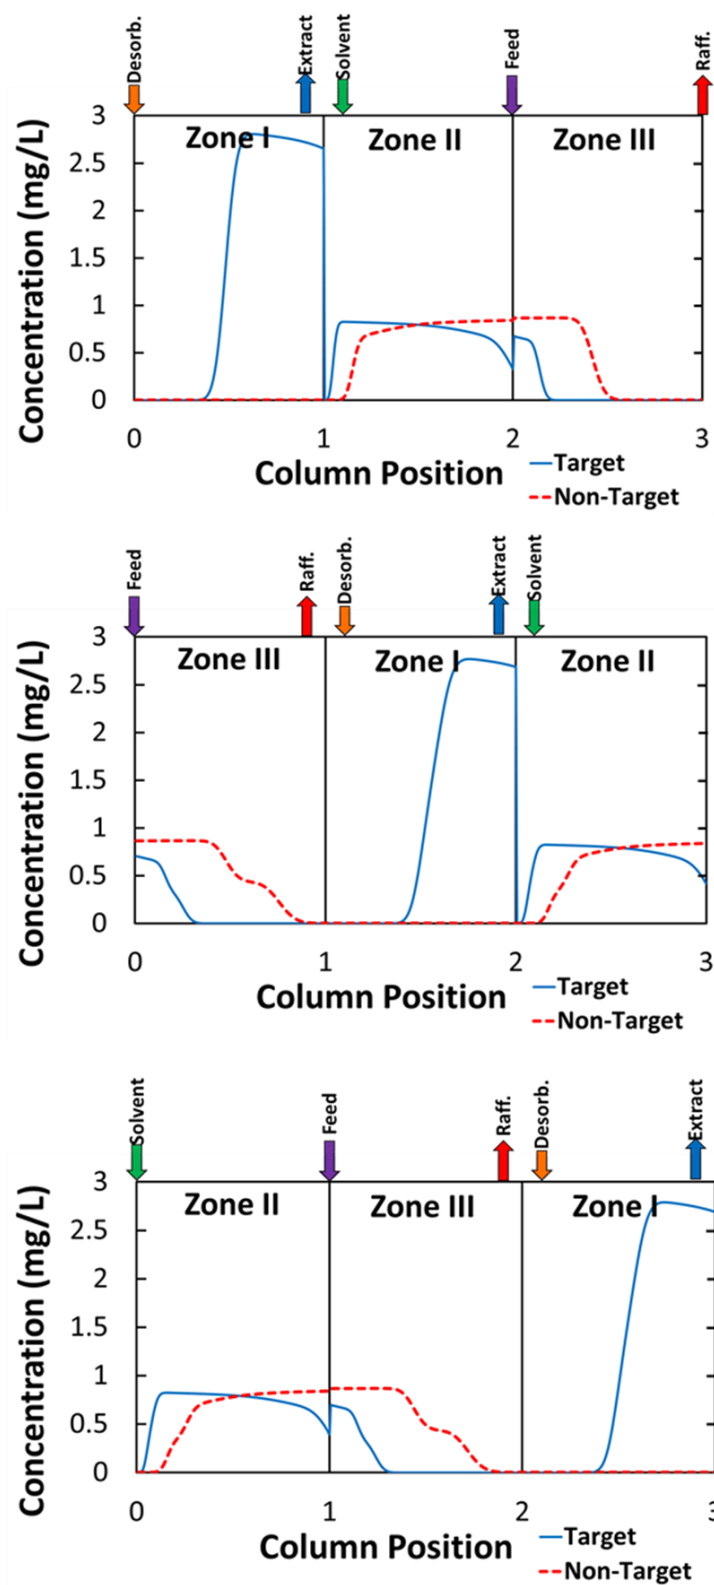 Desorb. Extract Solvent Feed Raff.
Concentration (mg/L)
3
2.5
2
1.5
1
0.5
0
Zone I Zone II Zone III
0 1 2 3
Column Position
Target
Non-Target
Feed Raff. Desorb. Extract Solvent
Concentration (mg/L)
3
2.5
2
1.5
1
0.5
0
Zone III Zone I Zone II
0 1 2 3
Column Position
Target
Non-Target
Solvent Feed Raff. Desorb. Extract
Concentration (mg/L)
3
2.5
2
1.5
1
0.5
0
Zone II Zone III Zone I
0 1 2 3
Column Position
Target
Non-Target